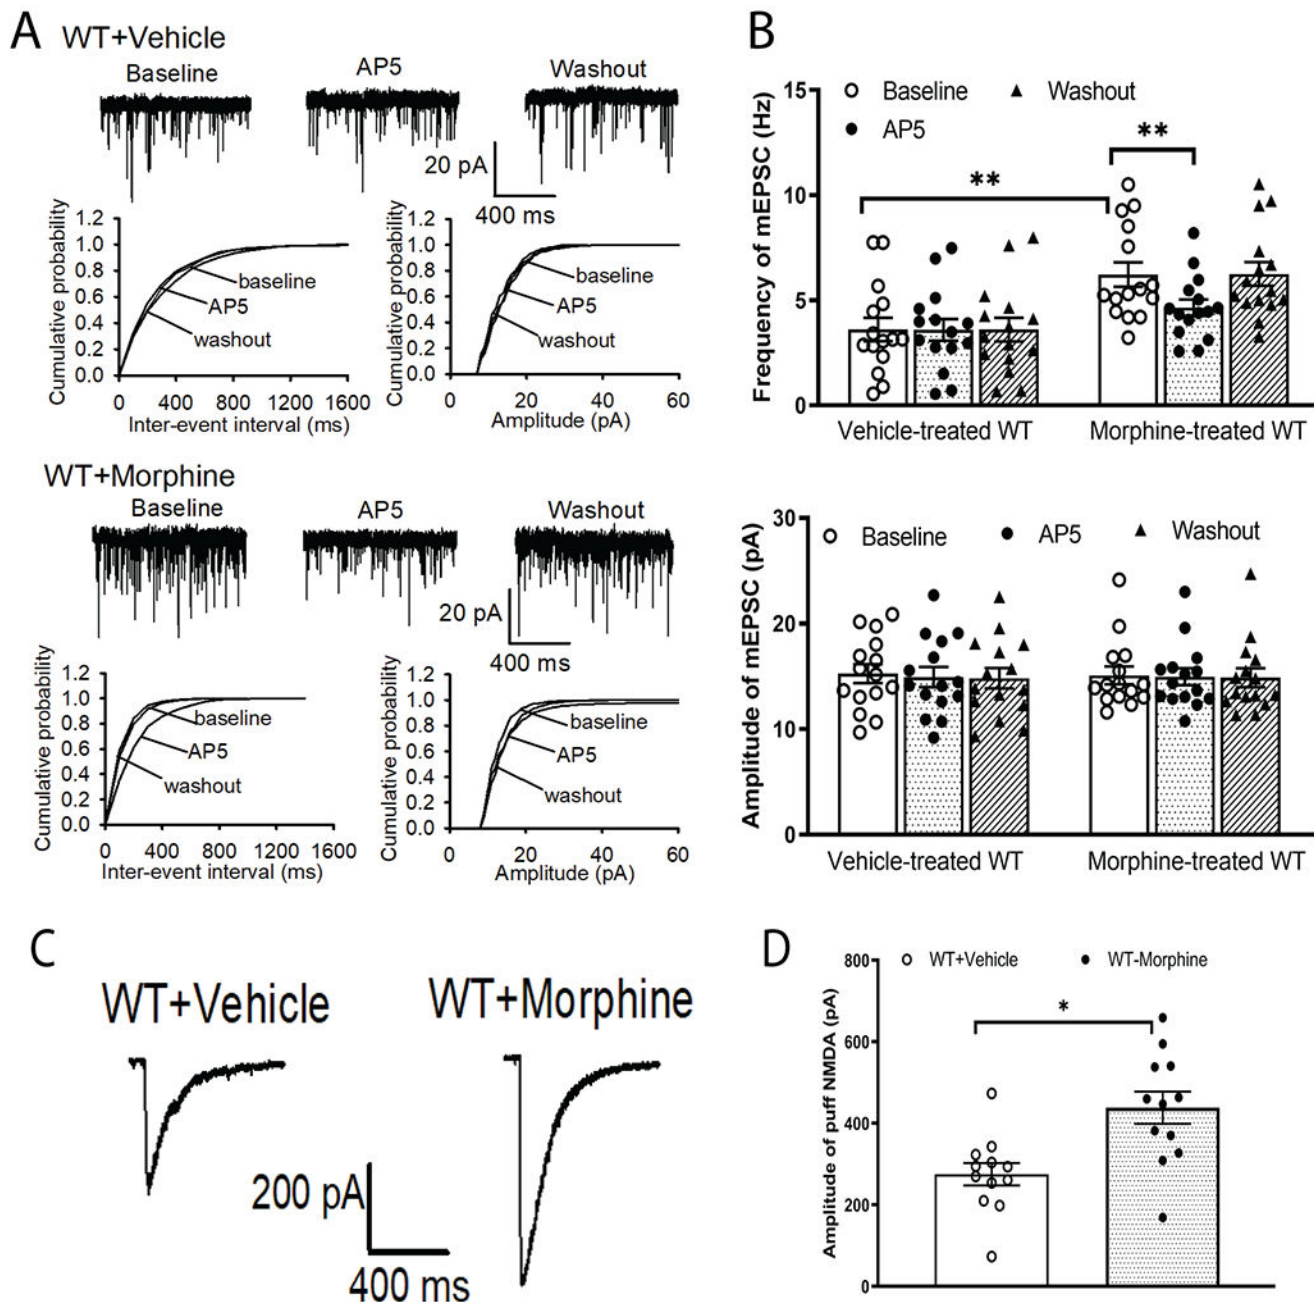 A
WT+Vehicle
Baseline
AP5
Washout
20 pA
400 ms
Cumulative probability
1.2
1.0
0.8
0.6
0.4
0.2
0.0
baseline
AP5
washout
0 400 800 1200 1600
Inter-event interval (ms)
Cumulative probability
1.2
1.0
0.8
0.6
0.4
0.2
0.0
baseline
AP5
washout
0 20 40 60
Amplitude (pA)
WT+Morphine
Baseline
AP5
Washout
20 pA
400 ms
Cumulative probability
1.2
1.0
0.8
0.6
0.4
0.2
0.0
baseline
AP5
washout
0 400 800 1200 1600
Inter-event interval (ms)
Cumulative probability
1.2
1.0
0.8
0.6
0.4
0.2
0.0
baseline
AP5
washout
0 20 40 60
Amplitude (pA)
B
Baseline
Washout
AP5
Frequency of mEPSC (Hz)
15
10
5
0
**
**
Vehicle-treated WT
Morphine-treated WT
Baseline
AP5
Washout
Amplitude of mEPSC (pA)
30
20
10
0
Vehicle-treated WT
Morphine-treated WT
C
WT+Vehicle
WT+Morphine
200 pA
400 ms
D
WT+Vehicle
WT-Morphine
Amplitude of puff NMDA (pA)
800
600
400
200
0
*